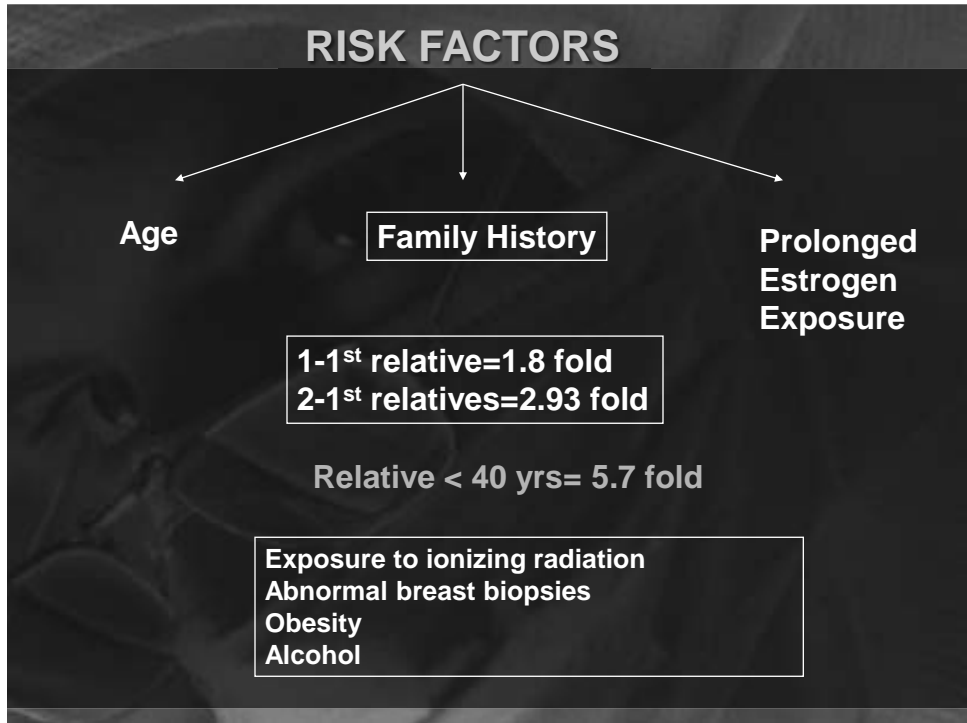 RISK FACTORS
Age
Family History
Prolonged
Estrogen
Exposure
1-1st relative=1.8 fold
2-1st relatives=2.93 fold
Relative < 40 yrs= 5.7 fold
Exposure to ionizing radiation
Abnormal breast biopsies
Obesity
Alcohol